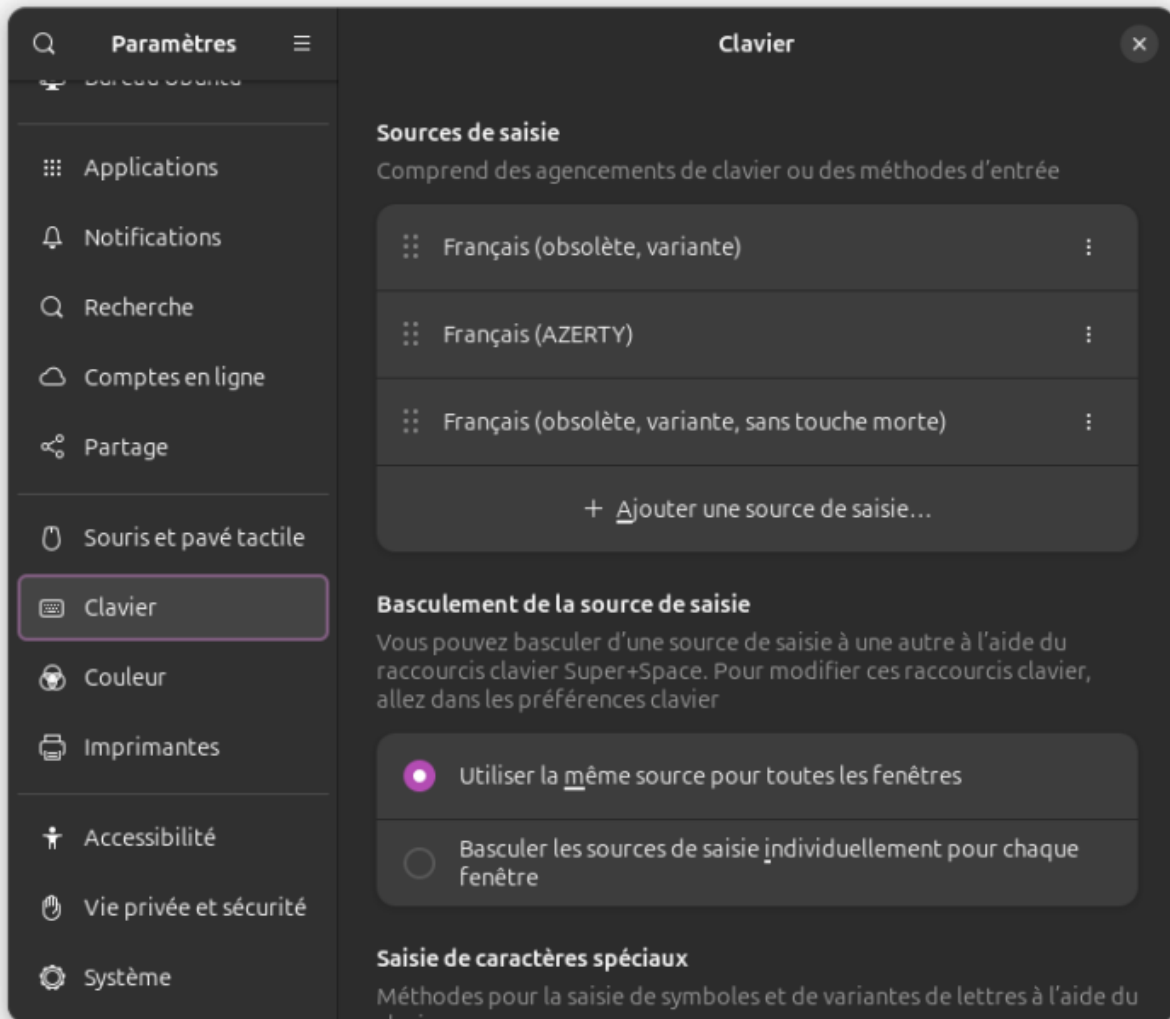 Paramètres
Bureau Ubuntu
Applications
Notifications
Recherche
Comptes en ligne
Partage
Souris et pavé tactile
Clavier
Couleur
Imprimantes
Accessibilité
Vie privée et sécurité
Système
Clavier
Sources de saisie
Comprend des agencements de clavier ou des méthodes d'entrée
Français (obsolète, variante)
Français (AZERTY)
Français (obsolète, variante, sans touche morte)
+ Ajouter une source de saisie…
Basculement de la source de saisie
Vous pouvez basculer d'une source de saisie à une autre à l'aide du
raccourcis clavier Super+Space. Pour modifier ces raccourcis clavier,
allez dans les préférences clavier
Utiliser la même source pour toutes les fenêtres
Basculer les sources de saisie individuellement pour chaque
fenêtre
Saisie de caractères spéciaux
Méthodes pour la saisie de symboles et de variantes de lettres à l'aide du